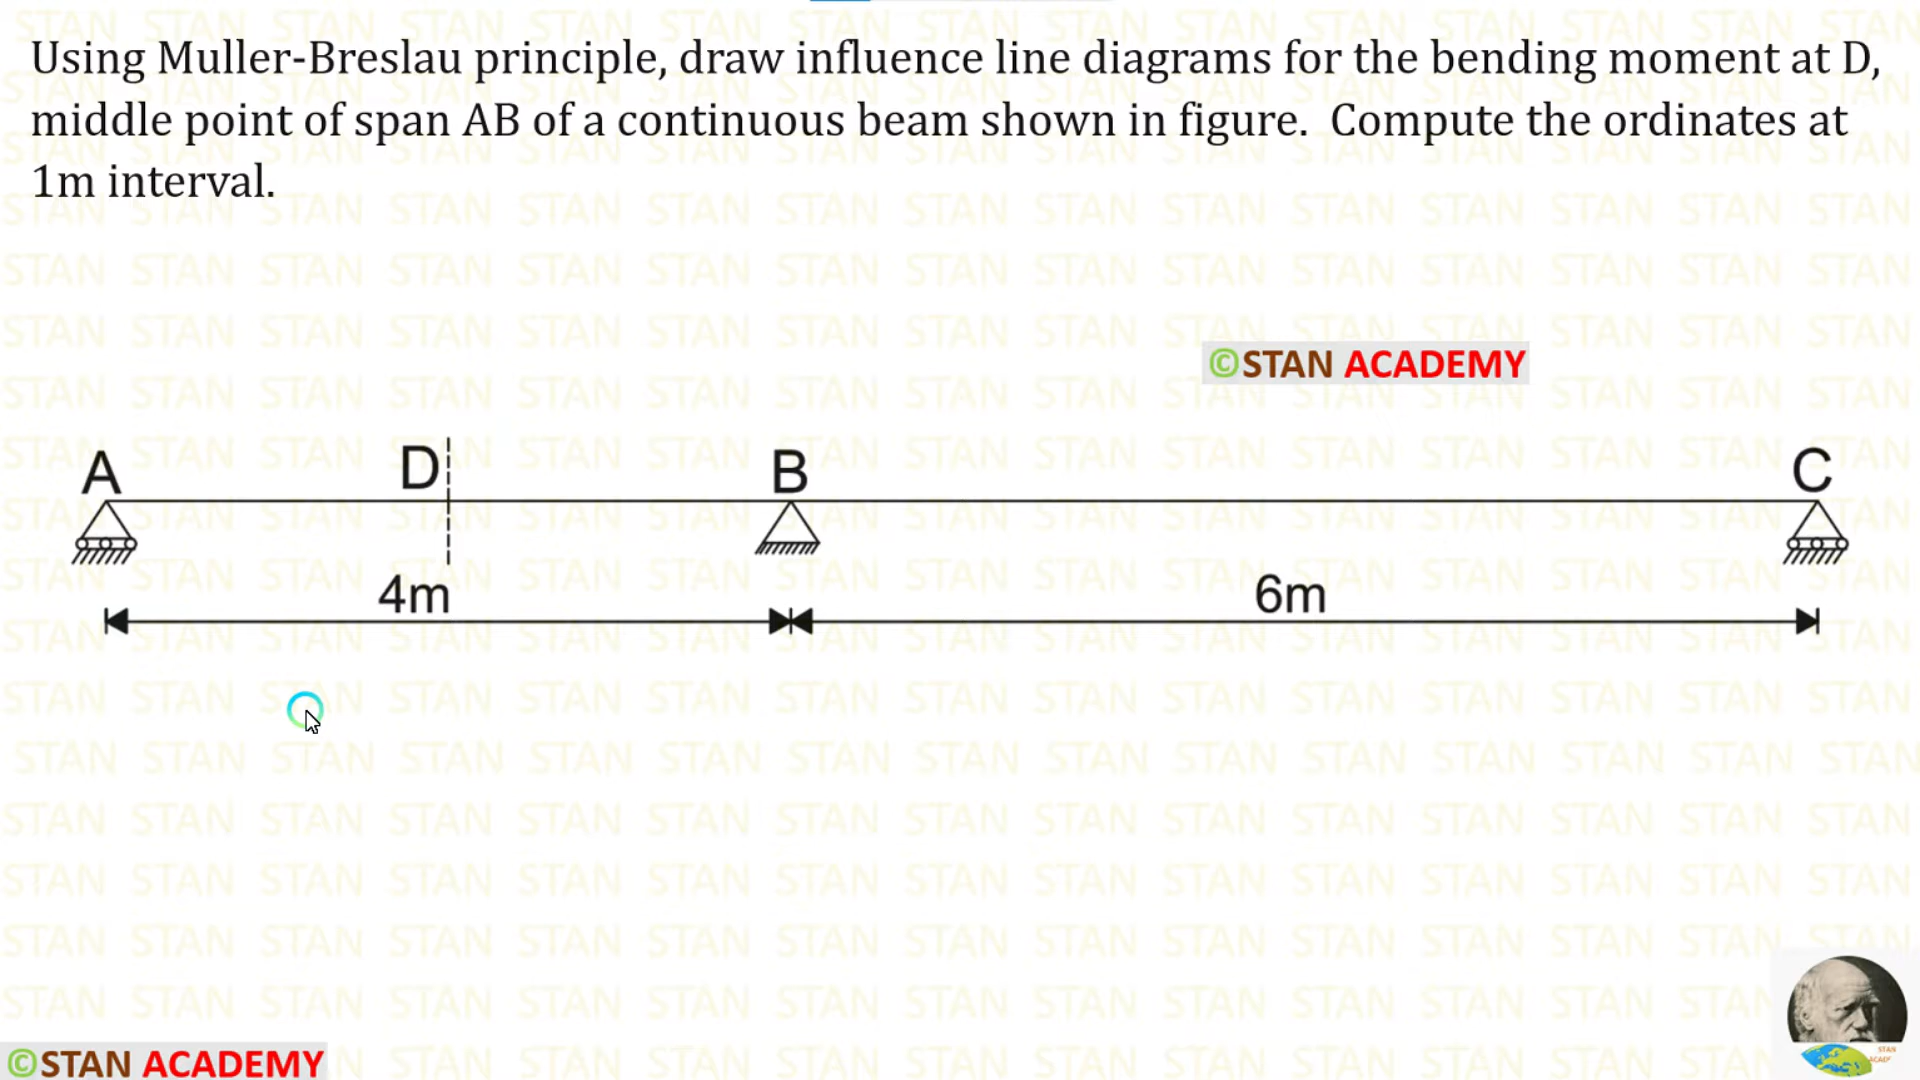 Using Muller-Breslau principle, draw influence line diagrams for the bending moment at D,
middle point of span AB of a continuous beam shown in figure. Compute the ordinates at
1m interval.
©STAN ACADEMY
A D B C
4m 6m
©STAN ACADEMY